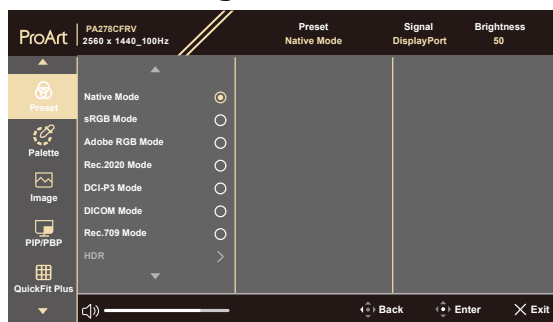 ProArt
PA278CFRV
2560 x 1440_100Hz
Preset
Native Mode
Signal
DisplayPort
Brightness
50
Preset
Palette
Image
PIP/PBP
QuickFit Plus
Native Mode
sRGB Mode
Adobe RGB Mode
Rec.2020 Mode
DCI-P3 Mode
DICOM Mode
Rec.709 Mode
HDR
Back
Enter
Exit